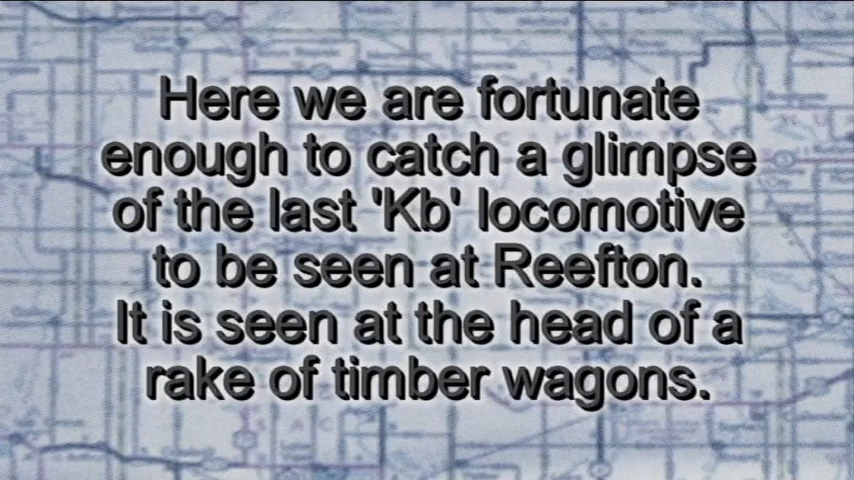 Here we are fortunate
enough to catch a glimpse
of the last 'Kb' locomotive
to be seen at Reefton.
It is seen at the head of a
rake of timber wagons.